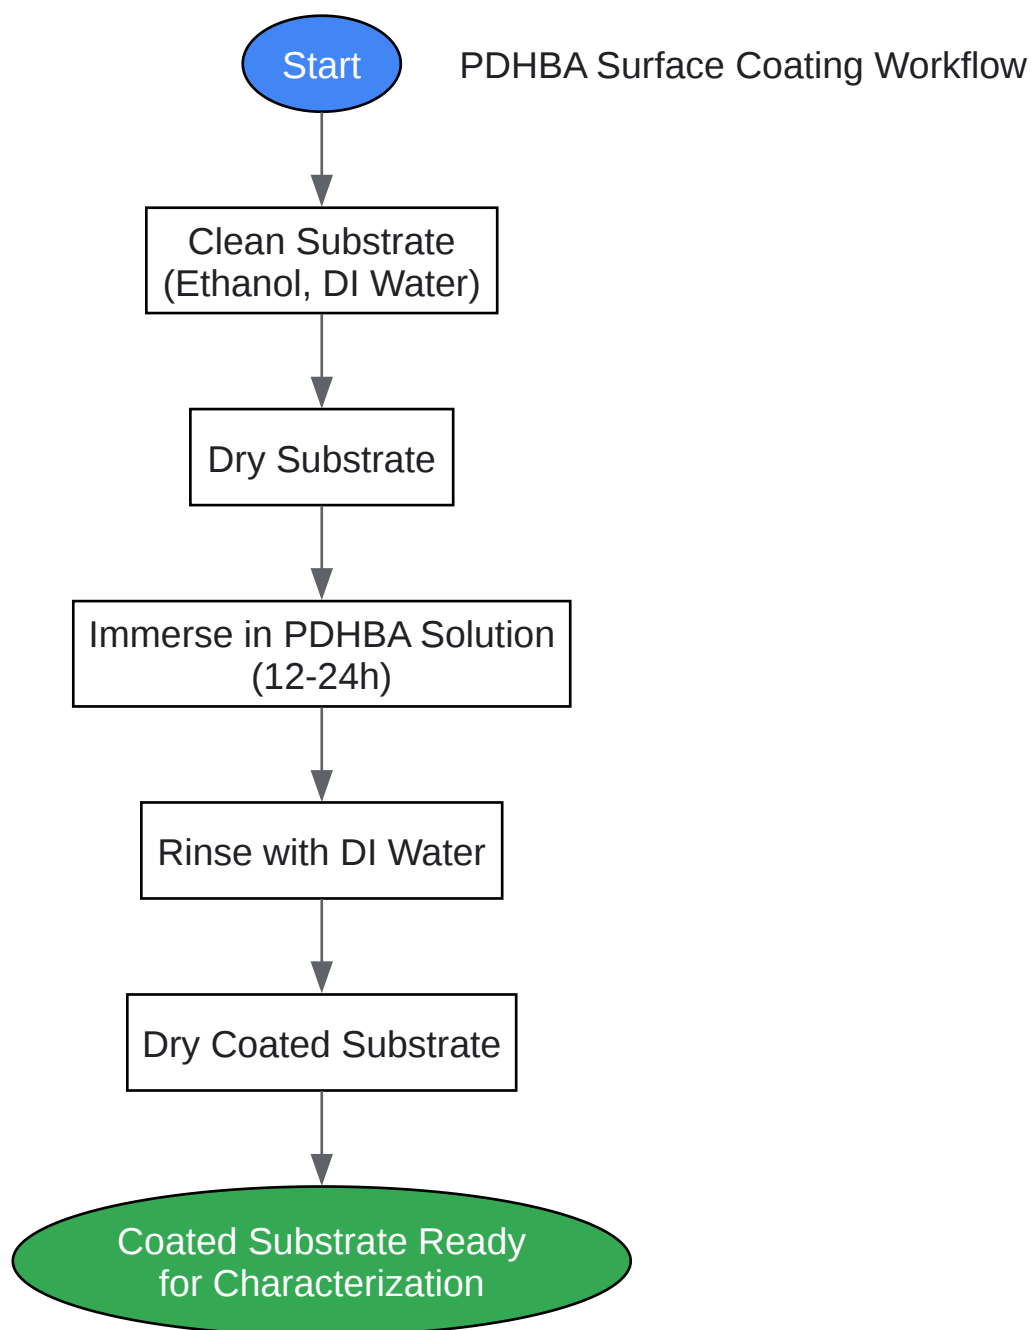 Start
PDHBA Surface Coating Workflow
Clean Substrate
(Ethanol, DI Water)
Dry Substrate
Immerse in PDHBA Solution
(12-24h)
Rinse with DI Water
Dry Coated Substrate
Coated Substrate Ready
for Characterization